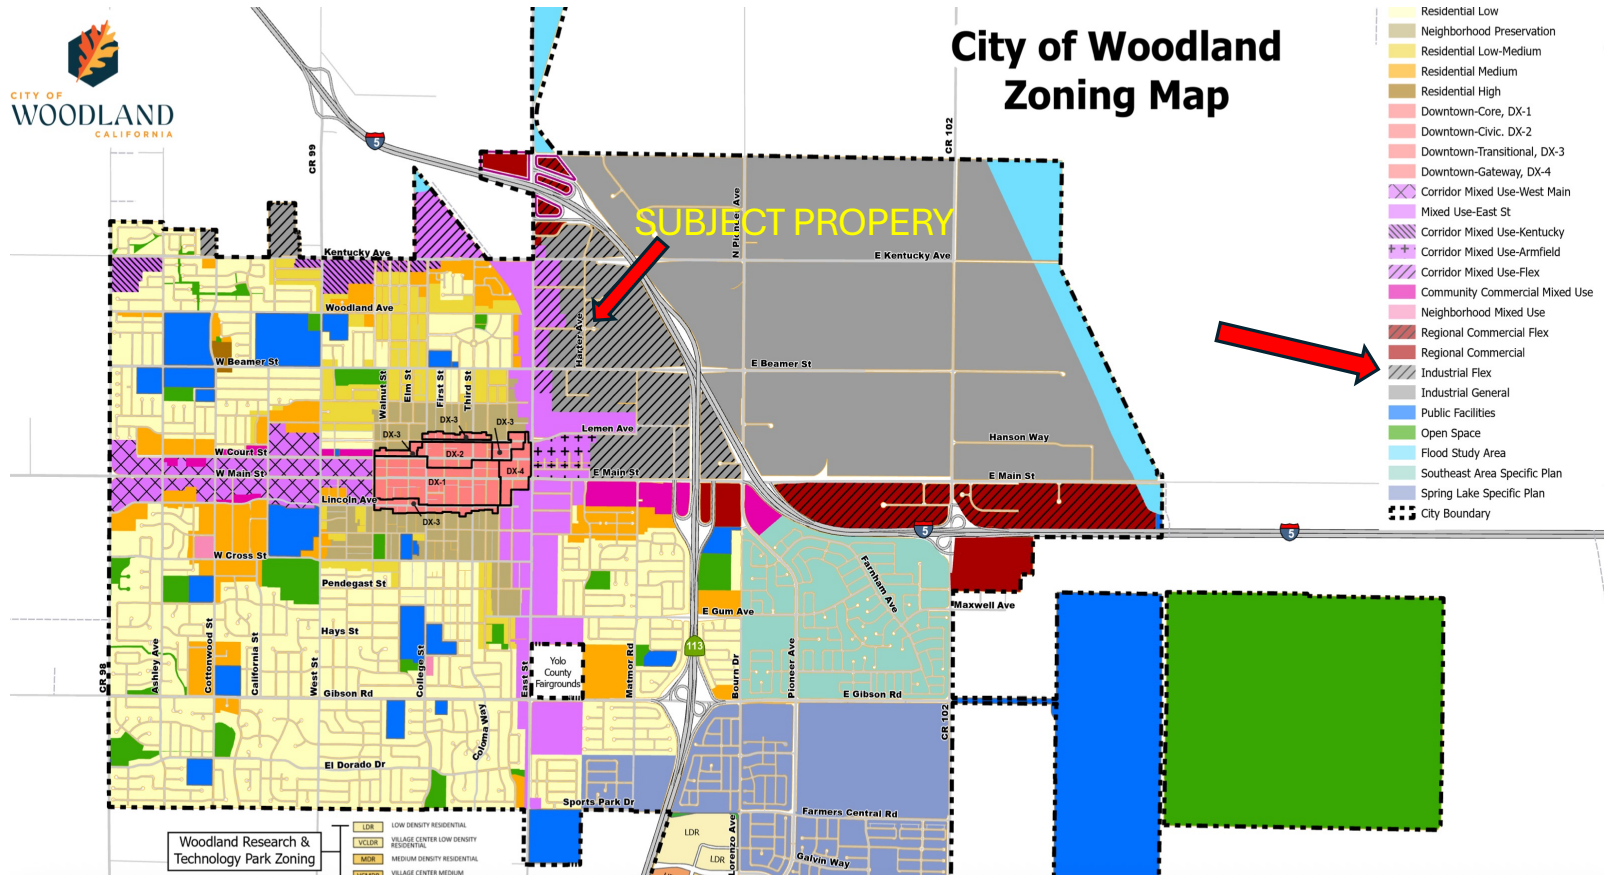 CITY OF
WOODLAND
CALIFORNIA
City of Woodland
Zoning Map
SUBJECT PROPERY
Residential Low
Neighborhood Preservation
Residential Low-Medium
Residential Medium
Residential High
Downtown-Core, DX-1
Downtown-Civic. DX-2
Downtown-Transitional, DX-3
Downtown-Gateway, DX-4
Corridor Mixed Use-West Main
Mixed Use-East St
Corridor Mixed Use-Kentucky
Corridor Mixed Use-Armfield
Corridor Mixed Use-Flex
Community Commercial Mixed Use
Neighborhood Mixed Use
Regional Commercial Flex
Regional Commercial
Industrial Flex
Industrial General
Public Facilities
Open Space
Flood Study Area
Southeast Area Specific Plan
Spring Lake Specific Plan
City Boundary
5
CR 99
CR 102
N Pioneer Ave
Kentucky Ave
E Kentucky Ave
Woodland Ave
Harter Ave
W Beamer St
E Beamer St
Walnut St
Elm St
First St
Third St
DX-3
DX-3
DX-3
DX-2
DX-4
DX-1
DX-3
Lemen Ave
Hanson Way
W Court St
W Main St
E Main St
E Main St
Lincoln Ave
5
5
W Cross St
Pendegast St
Farnham Ave
E Gum Ave
Maxwell Ave
Hays St
113
CR 98
Ashley Ave
Cottonwood St
California St
West St
College St
East St
Yolo
County
Fairgrounds
Matmor Rd
Bourn Dr
Pioneer Ave
Gibson Rd
E Gibson Rd
CR 102
Coloma Way
El Dorado Dr
Sports Park Dr
Farmers Central Rd
Lorenzo Ave
Galvin Way
LDR
LDR
Woodland Research &
Technology Park Zoning
LDR LOW DENSITY RESIDENTIAL
VCLDR VILLAGE CENTER LOW DENSITY
RESIDENTIAL
MDR MEDIUM DENSITY RESIDENTIAL
VILLAGE CENTER MEDIUM